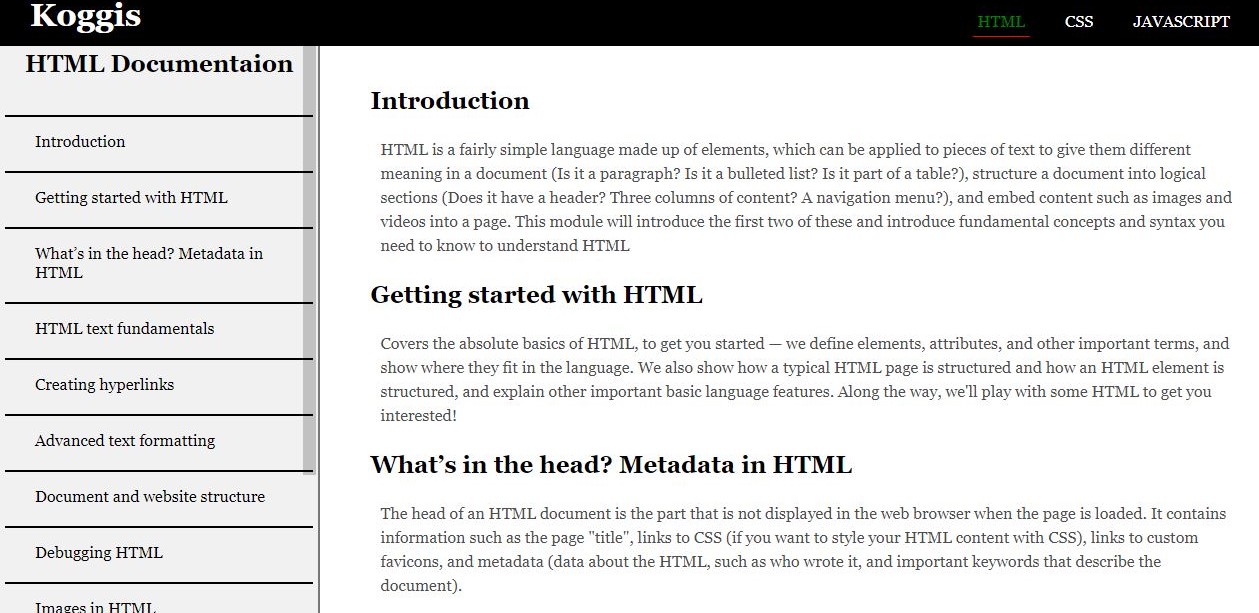 Koggis
HTML CSS JAVASCRIPT
HTML Documentaion
Introduction
Getting started with HTML
What’s in the head? Metadata in
HTML
HTML text fundamentals
Creating hyperlinks
Advanced text formatting
Document and website structure
Debugging HTML
Images in HTML
Introduction
HTML is a fairly simple language made up of elements, which can be applied to pieces of text to give them different
meaning in a document (Is it a paragraph? Is it a bulleted list? Is it part of a table?), structure a document into logical
sections (Does it have a header? Three columns of content? A navigation menu?), and embed content such as images and
videos into a page. This module will introduce the first two of these and introduce fundamental concepts and syntax you
need to know to understand HTML
Getting started with HTML
Covers the absolute basics of HTML, to get you started — we define elements, attributes, and other important terms, and
show where they fit in the language. We also show how a typical HTML page is structured and how an HTML element is
structured, and explain other important basic language features. Along the way, we'll play with some HTML to get you
interested!
What’s in the head? Metadata in HTML
The head of an HTML document is the part that is not displayed in the web browser when the page is loaded. It contains
information such as the page "title", links to CSS (if you want to style your HTML content with CSS), links to custom
favicons, and metadata (data about the HTML, such as who wrote it, and important keywords that describe the
document).